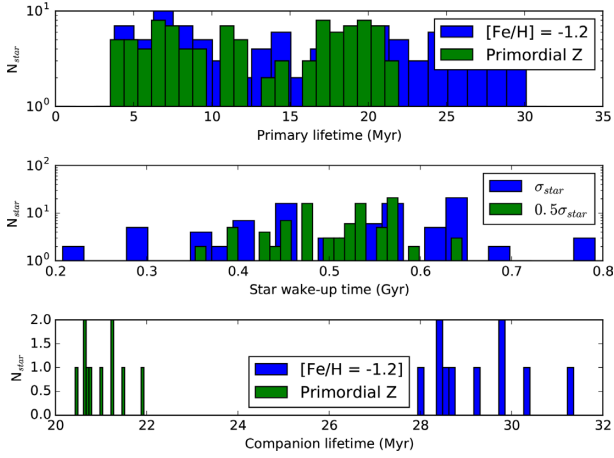 10¹
10⁰
N_star
[Fe/H] = -1.2
Primordial Z
0 5 10 15 20 25 30 35
Primary lifetime (Myr)
10²
10¹
10⁰
N_star
σ_star
0.5σ_star
0.2 0.3 0.4 0.5 0.6 0.7 0.8
Star wake-up time (Gyr)
2.0
1.5
1.0
0.5
0.0
N_star
[Fe/H = -1.2]
Primordial Z
20 22 24 26 28 30 32
Companion lifetime (Myr)